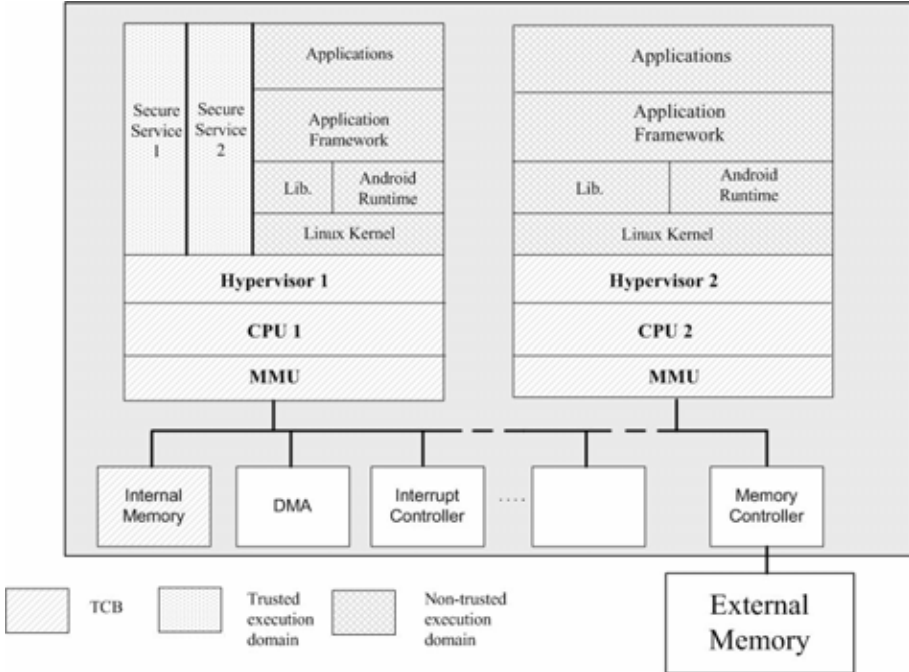 Secure
Service
1
Secure
Service
2
Applications
Application
Framework
Lib.
Android
Runtime
Linux Kernel
Hypervisor 1
CPU 1
MMU
Applications
Application
Framework
Lib.
Android
Runtime
Linux Kernel
Hypervisor 2
CPU 2
MMU
Internal
Memory
DMA
Interrupt
Controller
....
Memory
Controller
TCB
Trusted
execution
domain
Non-trusted
execution
domain
External
Memory